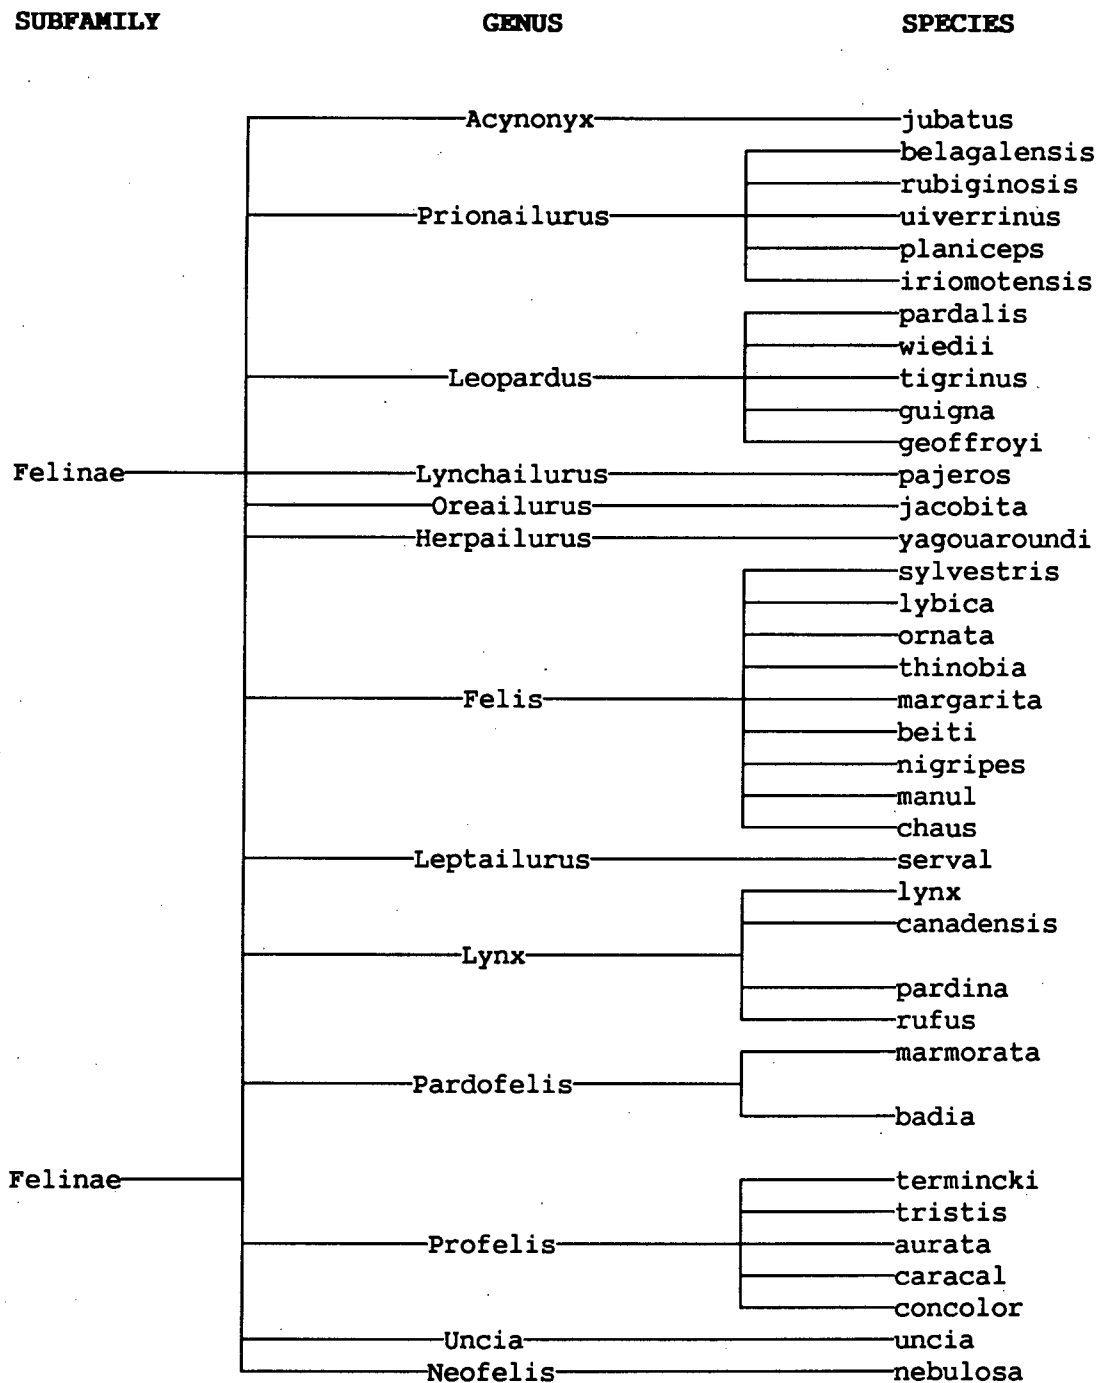 SUBFAMILY GENUS SPECIES
Acynonyx jubatus
belagalensis
rubiginosis
Prionailurus uiverrinus
planiceps
iriomotensis
pardalis
wiedii
Leopardus tigrinus
guigna
geoffroyi
Felinae Lynchailurus pajeros
Oreailurus jacobita
Herpailurus yagouaroundi
sylvestris
lybica
ornata
thinobia
Felis margarita
beiti
nigripes
manul
chaus
Leptailurus serval
lynx
canadensis
Lynx
pardina
rufus
marmorata
Pardofelis
badia
Felinae termincki
tristis
Profelis aurata
caracal
concolor
Uncia uncia
Neofelis nebulosa